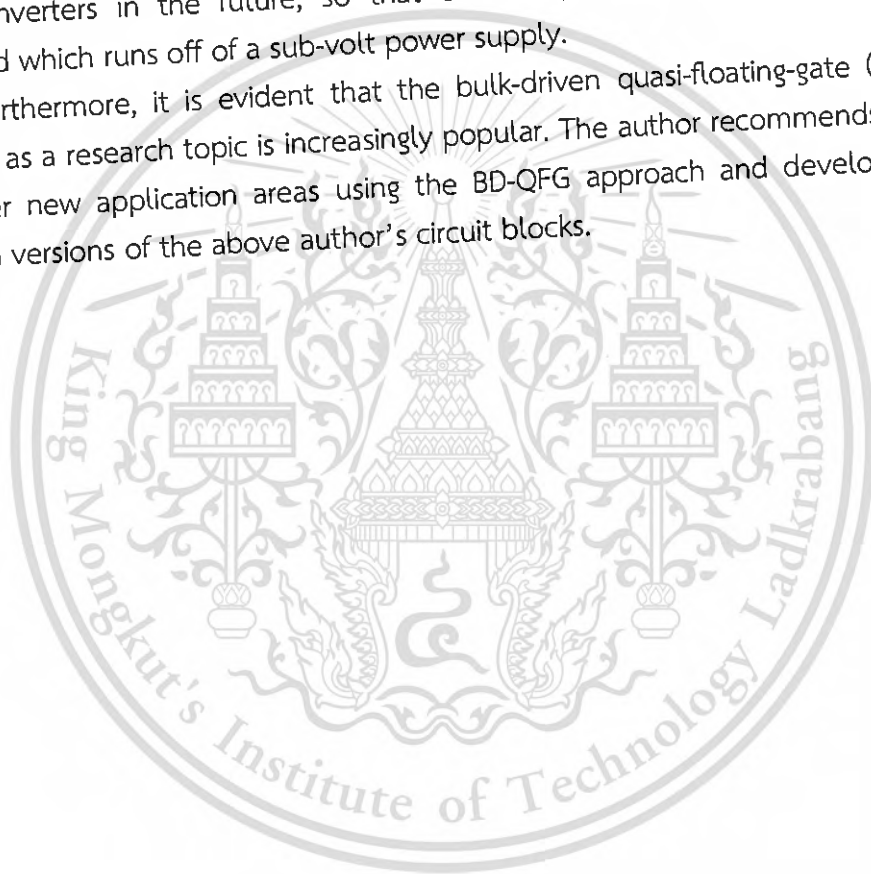 nverters in the future, so that
d which runs off of a sub-volt power supply.
rthermore, it is evident that the bulk-driven quasi-floating-gate (
as a research topic is increasingly popular. The author recommends
r new application areas using the BD-QFG approach and develo
versions of the above author's circuit blocks.
King Mongkut's Institute of Technology Ladkrabang